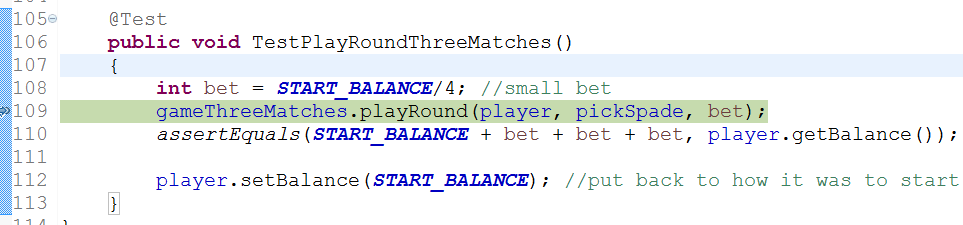 105 @Test
106 public void TestPlayRoundThreeMatches()
107 {
108 int bet = START_BALANCE/4; //small bet
109 gameThreeMatches.playRound(player, pickSpade, bet);
110 assertEquals(START_BALANCE + bet + bet + bet, player.getBalance());
111
112 player.setBalance(START_BALANCE); //put back to how it was to start
113 }